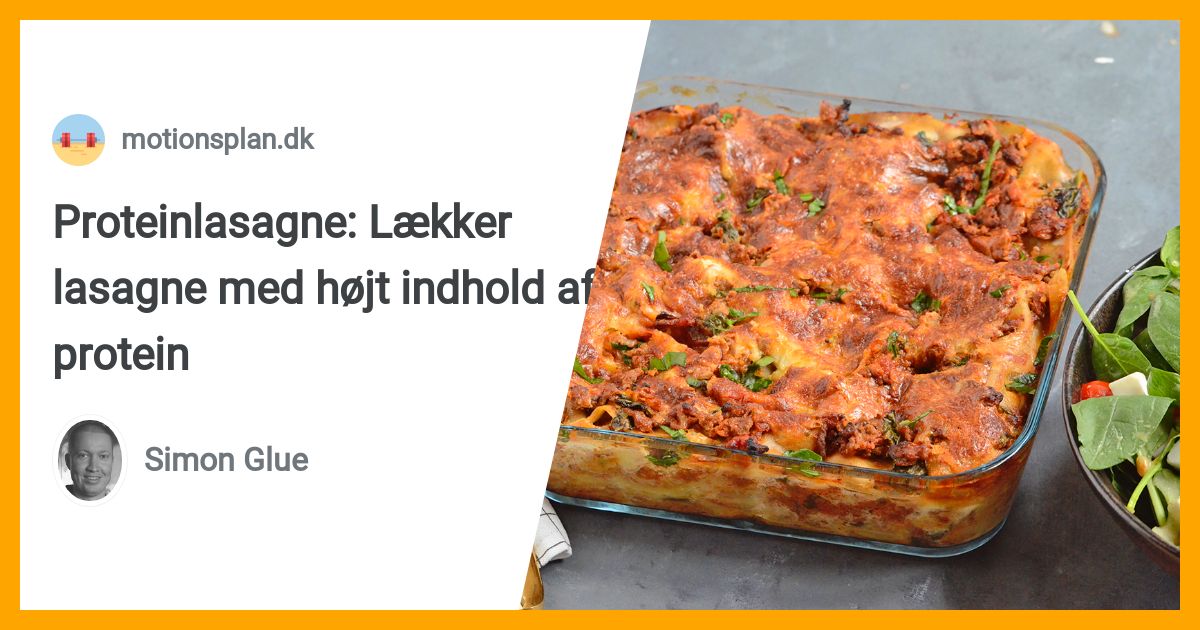 motionsplan.dk
Proteinlasagne: Lækker
lasagne med højt indhold af
protein
Simon Glue